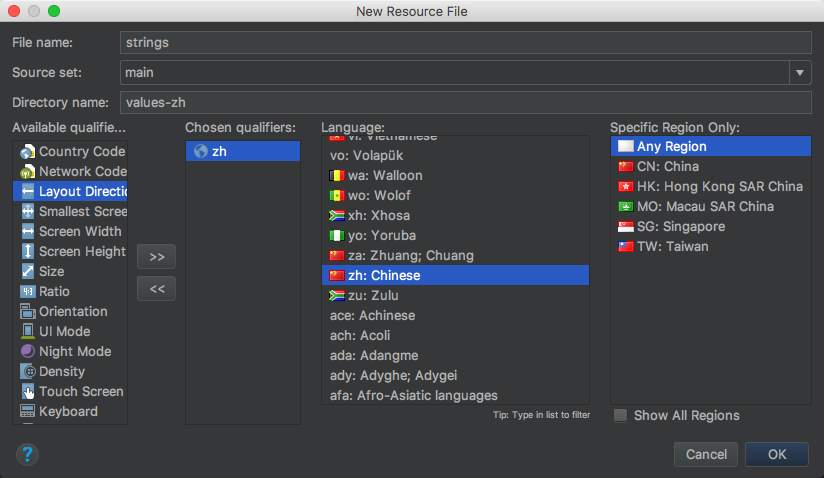 New Resource File
File name:
strings
Source set:
main
Directory name:
values-zh
Available qualifie...
Country Code
Network Code
Layout Directio
Smallest Scree
Screen Width
Screen Height
Size
Ratio
Orientation
UI Mode
Night Mode
Density
Touch Screen
Keyboard
>>
<<
Chosen qualifiers:
zh
Language:
vi: Vietnamese
vo: Volapük
wa: Walloon
wo: Wolof
xh: Xhosa
yo: Yoruba
za: Zhuang; Chuang
zh: Chinese
zu: Zulu
ace: Achinese
ach: Acoli
ada: Adangme
ady: Adyghe; Adygei
afa: Afro-Asiatic languages
Tip: Type in list to filter
Specific Region Only:
Any Region
CN: China
HK: Hong Kong SAR China
MO: Macau SAR China
SG: Singapore
TW: Taiwan
Show All Regions
?
Cancel
OK